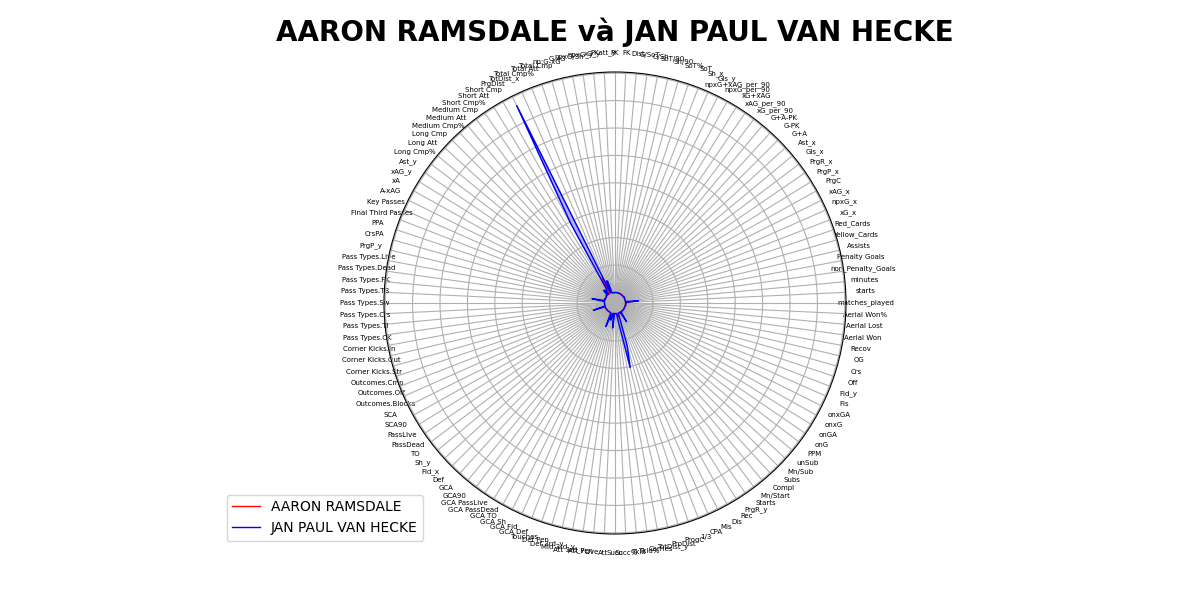 AARON RAMSDALE và JAN PAUL VAN HECKE
Total Cmp%
TotDist_x
PrgDist
Short Cmp
Short Att
Short Cmp%
Medium Cmp
Medium Att
Medium Cmp%
Long Cmp
Long Att
Long Cmp%
Ast_y
xAG_y
xA
A-xAG
Key Passes
Final Third Passes
PPA
CrsPA
PrgP_y
Pass Types.Live
Pass Types.Dead
Pass Types.FK
Pass Types.TB
Pass Types.Sw
Pass Types.Crs
Pass Types.TI
Pass Types.CK
Corner Kicks.In
Corner Kicks.Out
Corner Kicks.Str
Outcomes.Cmp
Outcomes.Off
Outcomes.Blocks
SCA
SCA90
PassLive
PassDead
TO
Sh_y
Fld_x
Def
GCA
GCA90
GCA PassLive
GCA PassDead
GCA TO
GCA Sh
GCA Fld
GCA Def
Touches
SoT
Sh_x
Gls_y
npxG+xAG_per_90
npxG_per_90
xG+xAG
xAG_per_90
xG_per_90
G+A-PK
G-PK
G+A
Ast_x
Gls_x
PrgR_x
PrgP_x
PrgC
xAG_x
npxG_x
xG_x
Red_Cards
Yellow_Cards
Assists
Penalty Goals
non_Penalty_Goals
minutes
starts
matches_played
Aerial Won%
Aerial Lost
Aerial Won
Recov
OG
Crs
Off
Fld_y
Fls
onxGA
onxG
onGA
onG
PPM
unSub
Mn/Sub
Subs
Compl
Mn/Start
Starts
PrgR_y
Rec
Dis
Mis
CPA
1/3
ProgC
ProDist
TotDist_y
AARON RAMSDALE
JAN PAUL VAN HECKE